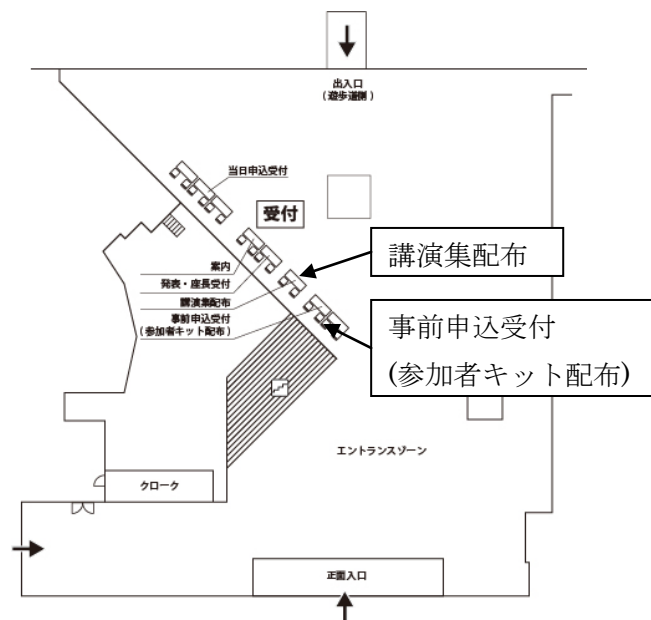 出入口
(遊歩道側)
当日申込受付
受付
案内
発表・座長受付
講演集配布
事前申込受付
(参加者キット配布)
講演集配布
事前申込受付
(参加者キット配布)
エントランスゾーン
クローク
正面入口